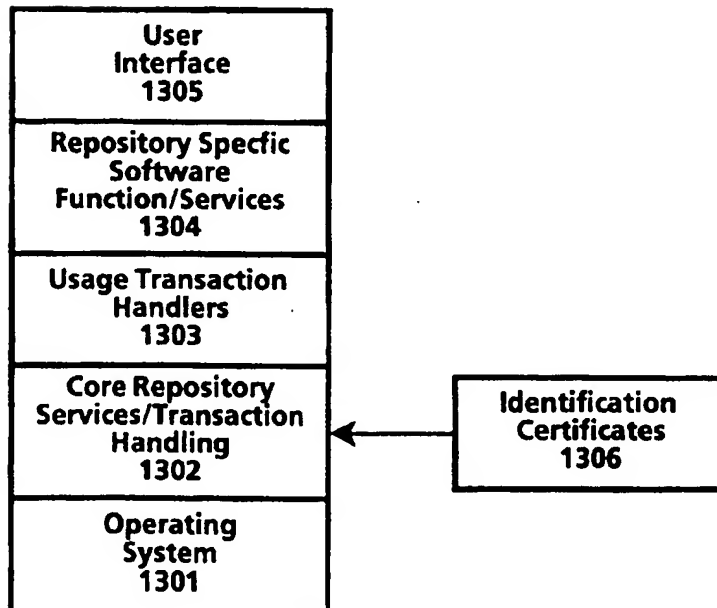 User
Interface
1305
Repository Specfic
Software
Function/Services
1304
Usage Transaction
Handlers
1303
Core Repository
Services/Transaction
Handling
1302
Identification
Certificates
1306
Operating
System
1301